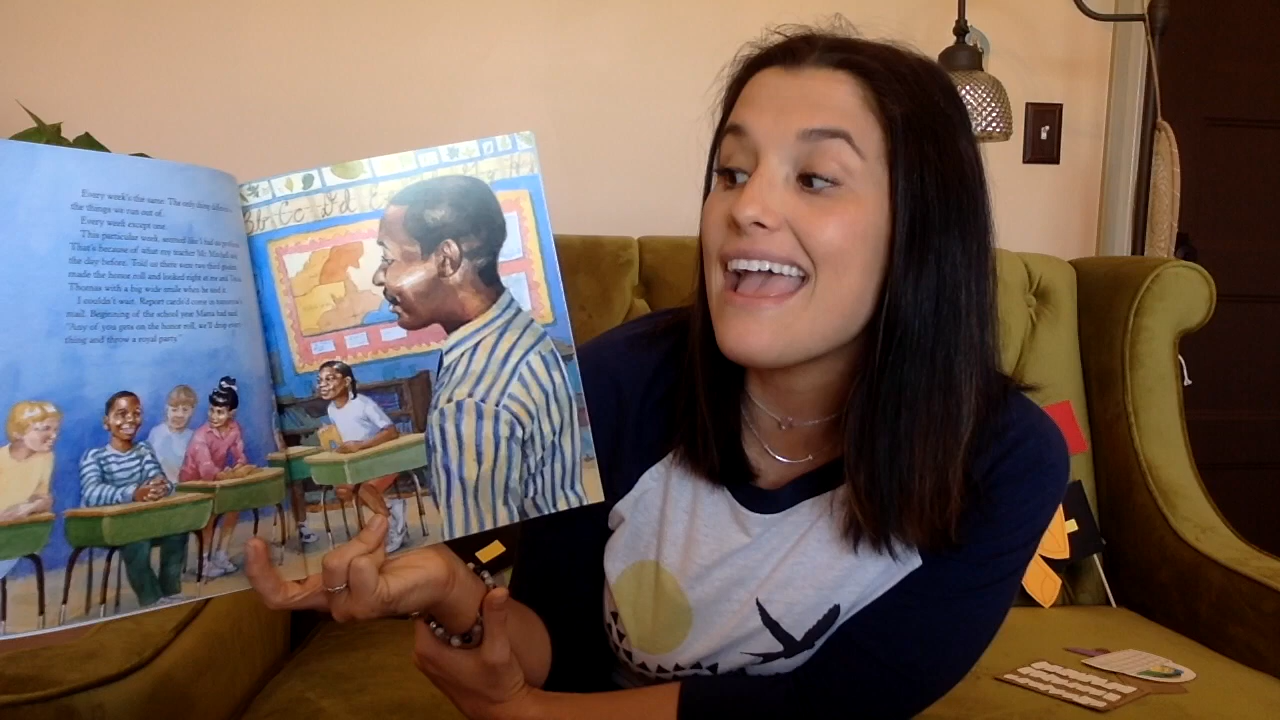 Every week's the same. The only thing different
the things we run out of.
Every week except one.
This particular week seemed like I had no
That's because of what my teacher Mr. Mitchell said
the day before. Told us there were two third graders
made the honor roll and looked right at me and
Thomas with a big wide smile when he said it.
I couldn't wait. Report cards'd come in tomorrow's
mail. Beginning of the school year Mama had said,
"Any of you gets on the honor roll, we'll drop every-
thing and throw a royal party."
Bb Cc Dd